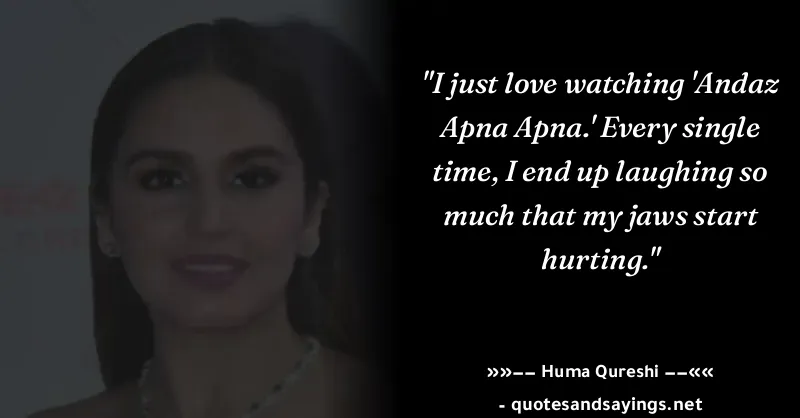 "I just love watching 'Andaz
Apna Apna.' Every single
time, I end up laughing so
much that my jaws start
hurting."
»»–– Huma Qureshi ––««
- quotesandsayings.net